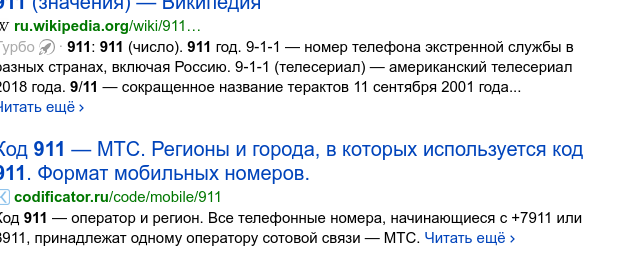 911 (значения) — Википедия
W ru.wikipedia.org/wiki/911…
Турбо · 911: 911 (число). 911 год. 9-1-1 — номер телефона экстренной службы в
разных странах, включая Россию. 9-1-1 (телесериал) — американский телесериал
2018 года. 9/11 — сокращенное название терактов 11 сентября 2001 года...
Читать ещё ›
Код 911 — МТС. Регионы и города, в которых используется код
911. Формат мобильных номеров.
codificator.ru/code/mobile/911
Код 911 — оператор и регион. Все телефонные номера, начинающиеся с +7911 или
8911, принадлежат одному оператору сотовой связи — МТС. Читать ещё ›